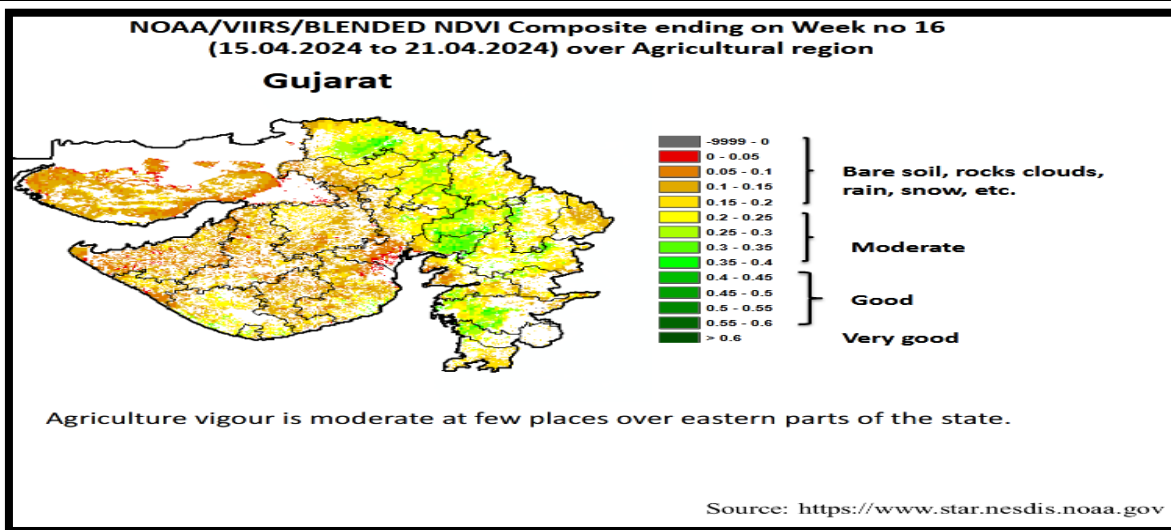 NOAA/VIIRS/BLENDED NDVI Composite ending on Week no 16
(15.04.2024 to 21.04.2024) over Agricultural region
Gujarat
-9999 - 0
0 - 0.05
0.05 - 0.1
0.1 - 0.15
0.15 - 0.2
0.2 - 0.25
0.25 - 0.3
0.3 - 0.35
0.35 - 0.4
0.4 - 0.45
0.45 - 0.5
0.5 - 0.55
0.55 - 0.6
> 0.6
Bare soil, rocks clouds,
rain, snow, etc.
Moderate
Good
Very good
Agriculture vigour is moderate at few places over eastern parts of the state.
Source: https://www.star.nesdis.noaa.gov